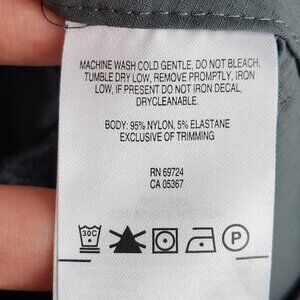 MACHINE WASH COLD GENTLE, DO NOT BLEACH,
TUMBLE DRY LOW, REMOVE PROMPTLY, IRON
LOW, IF PRESENT DO NOT IRON DECAL,
DRYCLEANABLE.
BODY: 95% NYLON, 5% ELASTANE
EXCLUSIVE OF TRIMMING
RN 69724
CA 05367
30C
P